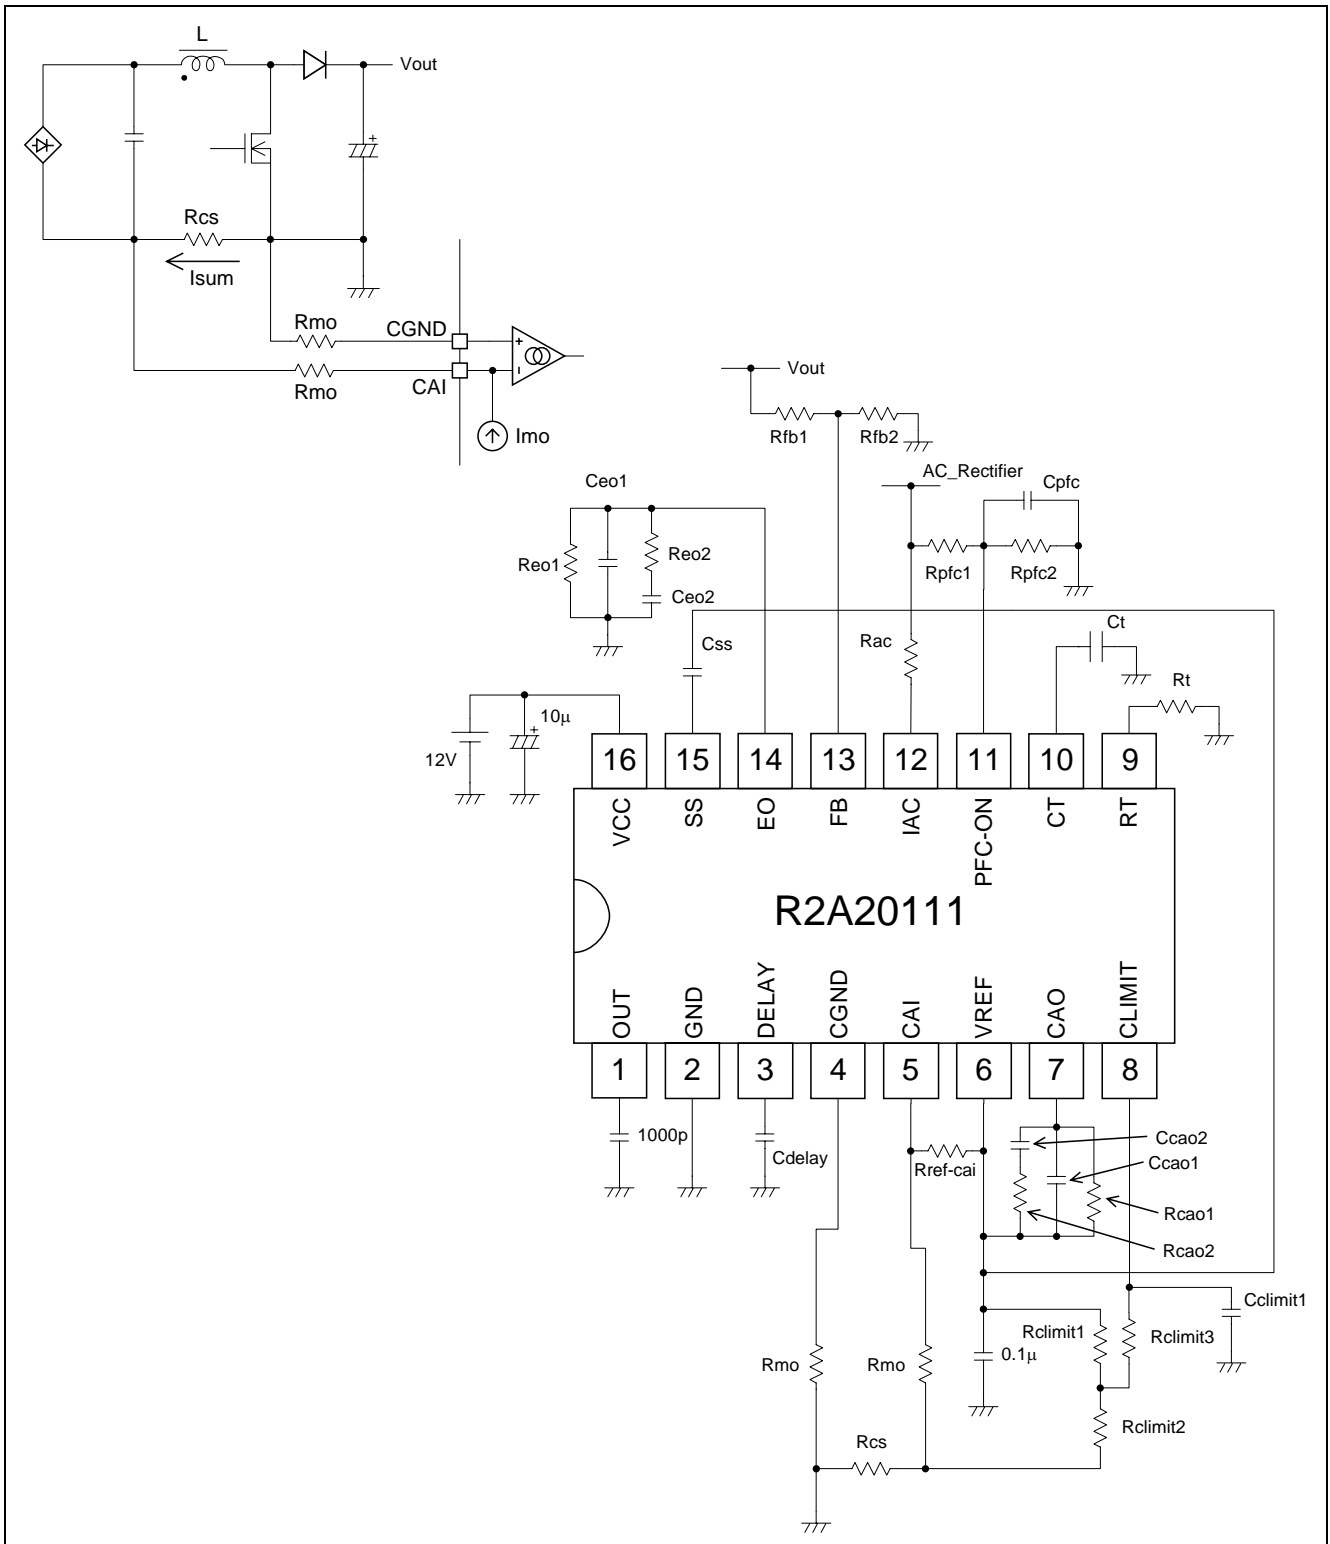 L
Vout
+
Rcs
Isum
Rmo
CGND
+
Rmo
CAI
Imo
Vout
Rfb1
Rfb2
AC_Rectifier
Ceo1
Cpfc
Reo1
Reo2
Rpfc1
Rpfc2
Ceo2
Css
Rac
Ct
Rt
10μ
+
12V
16
15
14
13
12
11
10
9
VCC
SS
EO
FB
IAC
PFC-ON
CT
RT
R2A20111
OUT
GND
DELAY
CGND
CAI
VREF
CAO
CLIMIT
1
2
3
4
5
6
7
8
1000p
Cdelay
Rref-cai
Ccao2
Ccao1
Rcao1
Rcao2
Cclimit1
Rclimit1
Rclimit3
0.1μ
Rmo
Rmo
Rclimit2
Rcs